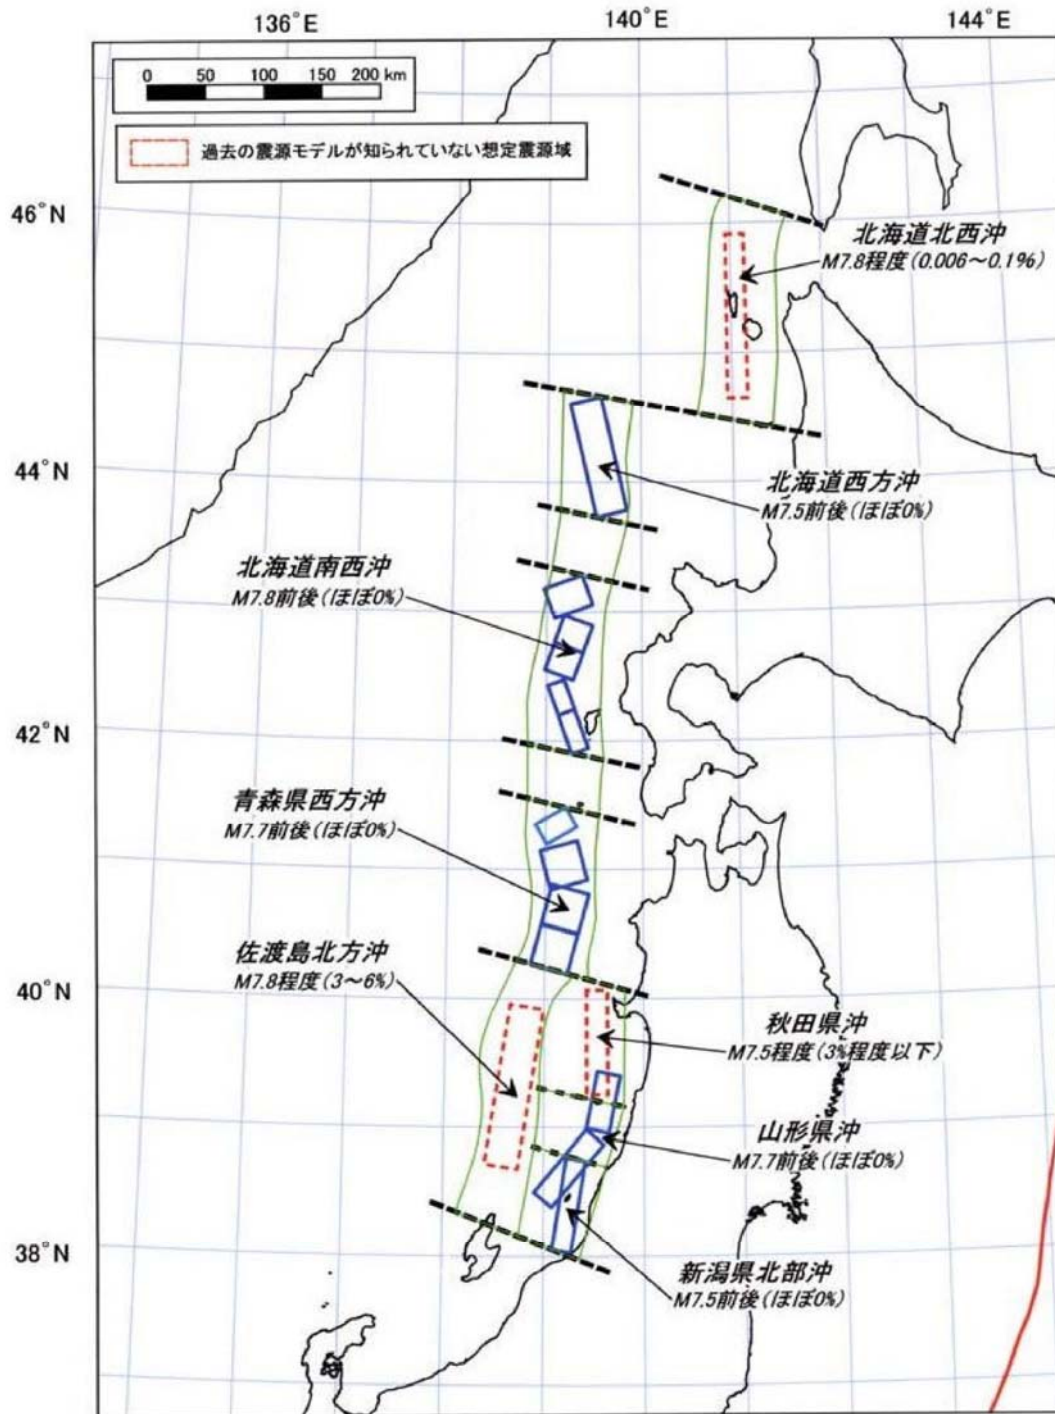 136°E
140°E
144°E
0 50 100 150 200 km
過去の震源モデルが知られていない想定震源域
46°N
北海道北西沖
M7.8程度(0.006～0.1%)
44°N
北海道西方沖
M7.5前後(ほぼ0%)
北海道南西沖
M7.8前後(ほぼ0%)
42°N
青森県西方沖
M7.7前後(ほぼ0%)
佐渡島北方沖
M7.8程度(3～6%)
40°N
秋田県沖
M7.5程度(3%程度以下)
山形県沖
M7.7前後(ほぼ0%)
38°N
新潟県北部沖
M7.5前後(ほぼ0%)